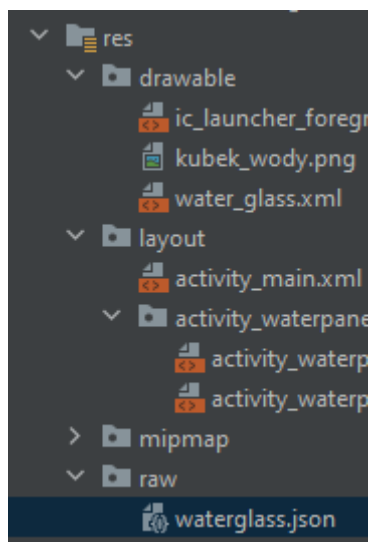 res
drawable
ic_launcher_foregr
kubek_wody.png
water_glass.xml
layout
activity_main.xml
activity_waterpane
activity_waterp
activity_waterp
mipmap
raw
waterglass.json